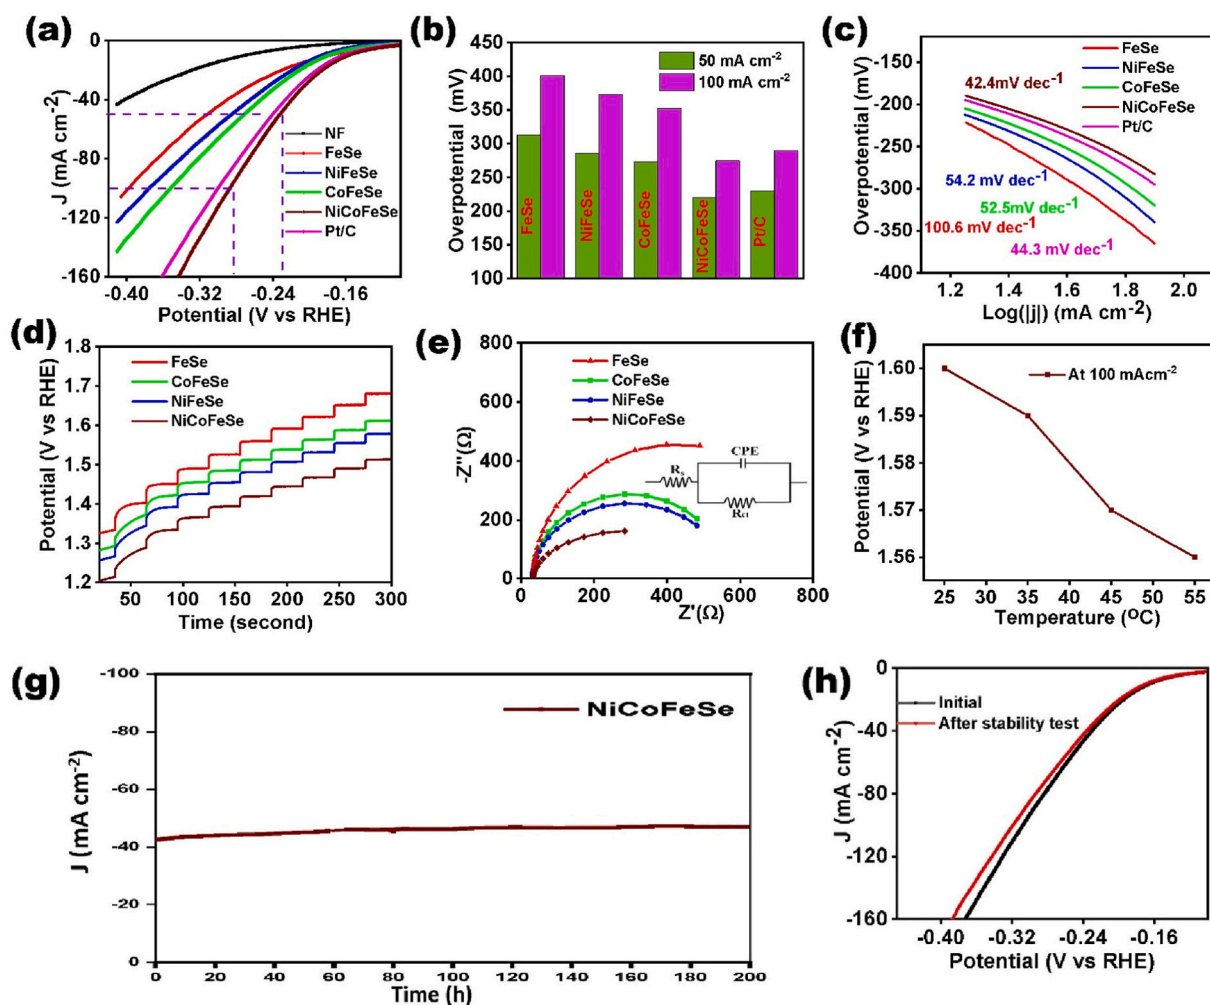 (a)
0
-40
-80
-120
-160
J (mA cm-2)
NF
FeSe
NiFeSe
CoFeSe
NiCoFeSe
Pt/C
-0.40 -0.32 -0.24 -0.16
Potential (V vs RHE)
(b)
450
400
350
300
250
200
150
100
Overpotential (mV)
50 mA cm-2
100 mA cm-2
FeSe
NiFeSe
CoFeSe
NiCoFeSe
Pt/C
(c)
-150
-200
-250
-300
-350
-400
Overpotential (mV)
FeSe
NiFeSe
CoFeSe
NiCoFeSe
Pt/C
42.4mV dec-1
54.2 mV dec-1
52.5mV dec-1
100.6 mV dec-1
44.3 mV dec-1
1.2 1.4 1.6 1.8 2.0
Log(|j|) (mA cm-2)
(d)
1.8
1.7
1.6
1.5
1.4
1.3
1.2
Potential (V vs RHE)
FeSe
CoFeSe
NiFeSe
NiCoFeSe
50 100 150 200 250 300
Time (second)
(e)
800
600
400
200
0
-Z''(Ω)
FeSe
CoFeSe
NiFeSe
NiCoFeSe
CPE
Rs
Rct
0 200 400 600 800
Z'(Ω)
(f)
1.60
1.59
1.58
1.57
1.56
Potential (V vs RHE)
At 100 mAcm-2
25 30 35 40 45 50 55
Temperature (OC)
(g)
-100
-80
-60
-40
-20
0
J (mA cm-2)
NiCoFeSe
0 20 40 60 80 100 120 140 160 180 200
Time (h)
(h)
0
-40
-80
-120
-160
J (mA cm-2)
Initial
After stability test
-0.40 -0.32 -0.24 -0.16
Potential (V vs RHE)